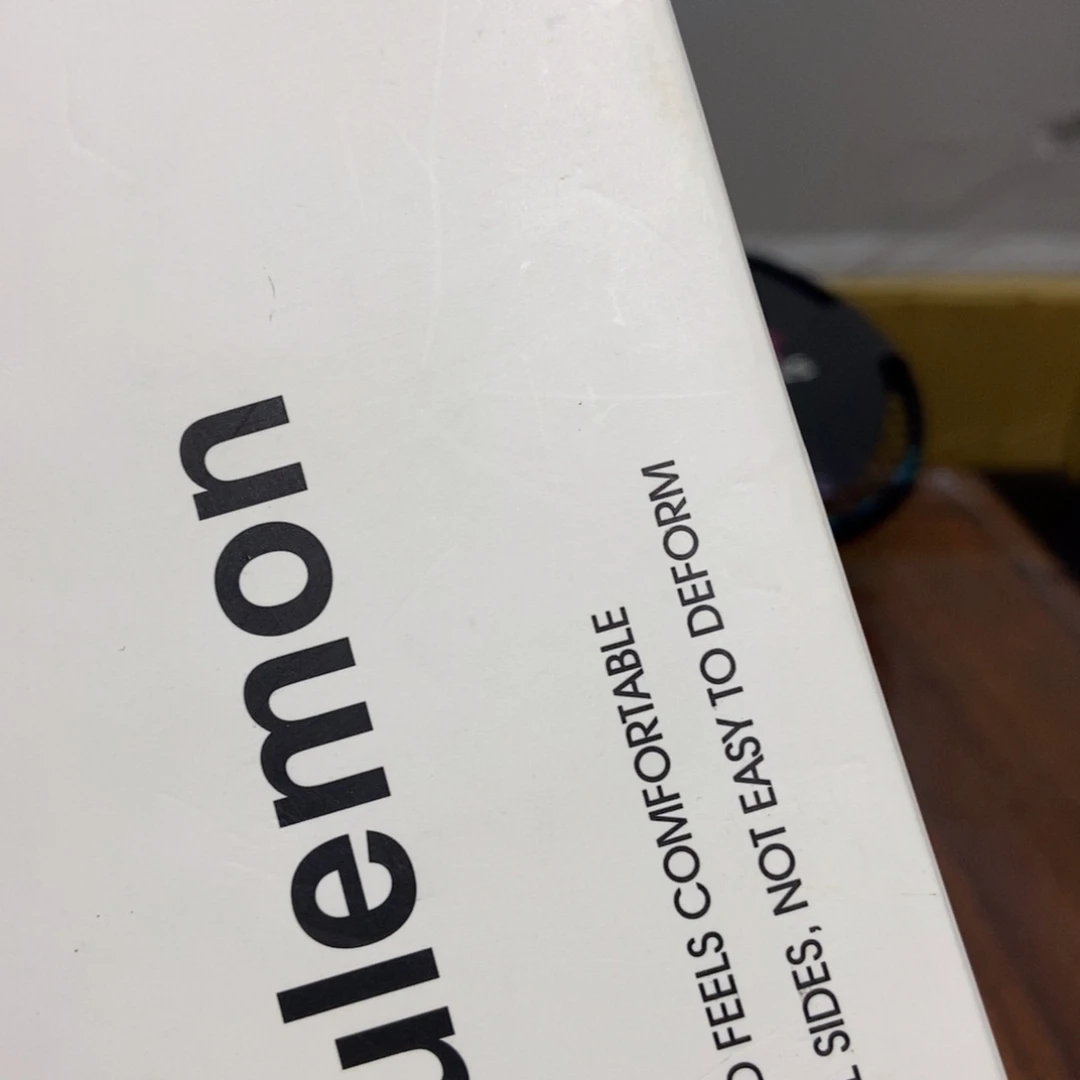 ulemon
FEELS COMFORTABLE
SIDES, NOT EASY TO DEFORM